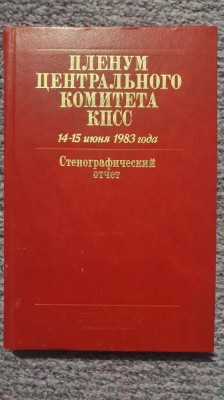 ПЛЕНУМ
ЦЕНТРАЛЬНОГО
КОМИТЕТА
КПСС
14-15 июня 1983 года
Стенографический
отчет